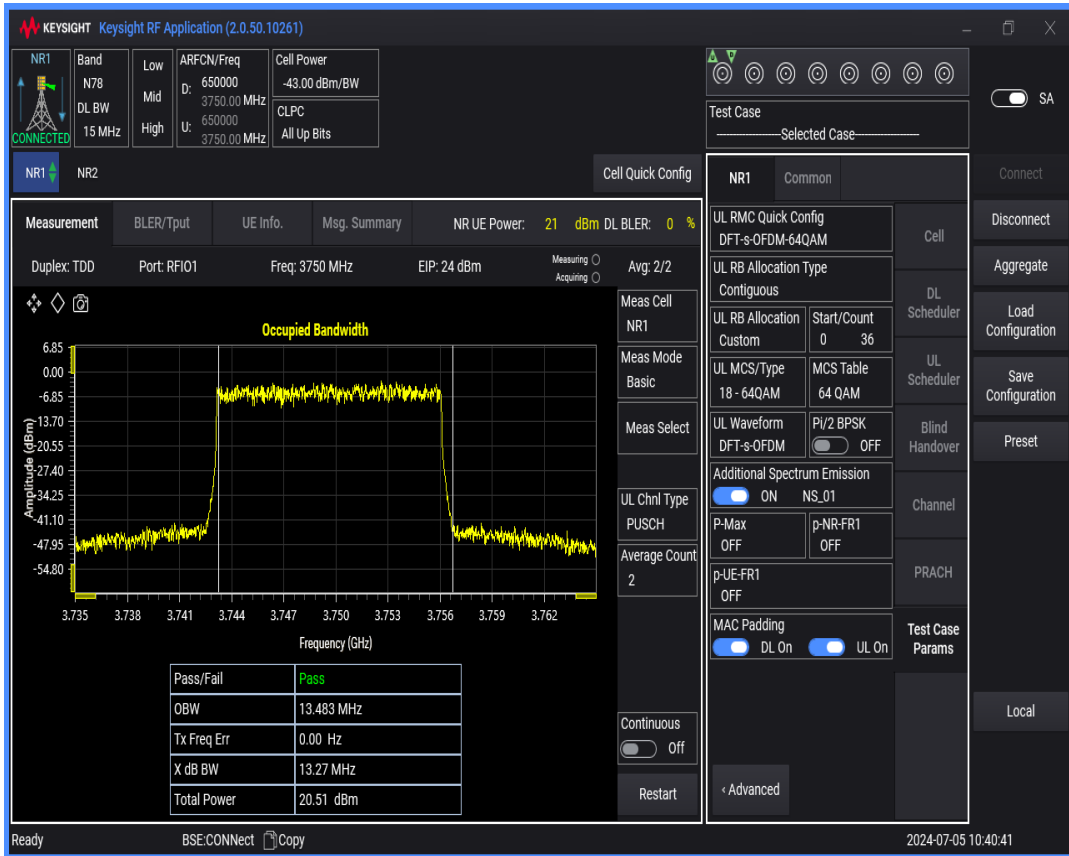 KEYSIGHT Keysight RF Application (2.0.50.10261)
NR1
CONNECTED
Band
N78
DL BW
15 MHz
Low
Mid
High
ARFCN/Freq
D: 650000
3750.00 MHz
U: 650000
3750.00 MHz
Cell Power
-43.00 dBm/BW
CLPC
All Up Bits
Test Case
--------------------Selected Case--------------------
SA
NR1
NR2
Cell Quick Config
Measurement
BLER/Tput
UE Info.
Msg. Summary
NR UE Power: 21 dBm DL BLER: 0 %
Duplex: TDD
Port: RFIO1
Freq: 3750 MHz
EIP: 24 dBm
Measuring
Acquiring
Avg: 2/2
Occupied Bandwidth
Amplitude (dBm)
6.85
0.00
-6.85
-13.70
-20.55
-27.40
-34.25
-41.10
-47.95
-54.80
3.735 3.738 3.741 3.744 3.747 3.750 3.753 3.756 3.759 3.762
Frequency (GHz)
Pass/Fail Pass
OBW 13.483 MHz
Tx Freq Err 0.00 Hz
X dB BW 13.27 MHz
Total Power 20.51 dBm
Meas Cell
NR1
Meas Mode
Basic
Meas Select
UL Chnl Type
PUSCH
Average Count
2
Continuous
Off
Restart
NR1
Common
UL RMC Quick Config
DFT-s-OFDM-64QAM
UL RB Allocation Type
Contiguous
UL RB Allocation
Custom
Start/Count
0 36
UL MCS/Type
18 - 64QAM
MCS Table
64 QAM
UL Waveform
DFT-s-OFDM
Pi/2 BPSK
OFF
Additional Spectrum Emission
ON NS_01
P-Max
OFF
p-NR-FR1
OFF
p-UE-FR1
OFF
MAC Padding
DL On UL On
‹ Advanced
Cell
DL
Scheduler
UL
Scheduler
Blind
Handover
Channel
PRACH
Test Case
Params
Connect
Disconnect
Aggregate
Load
Configuration
Save
Configuration
Preset
Local
Ready
BSE:CONNect Copy
2024-07-05 10:40:41